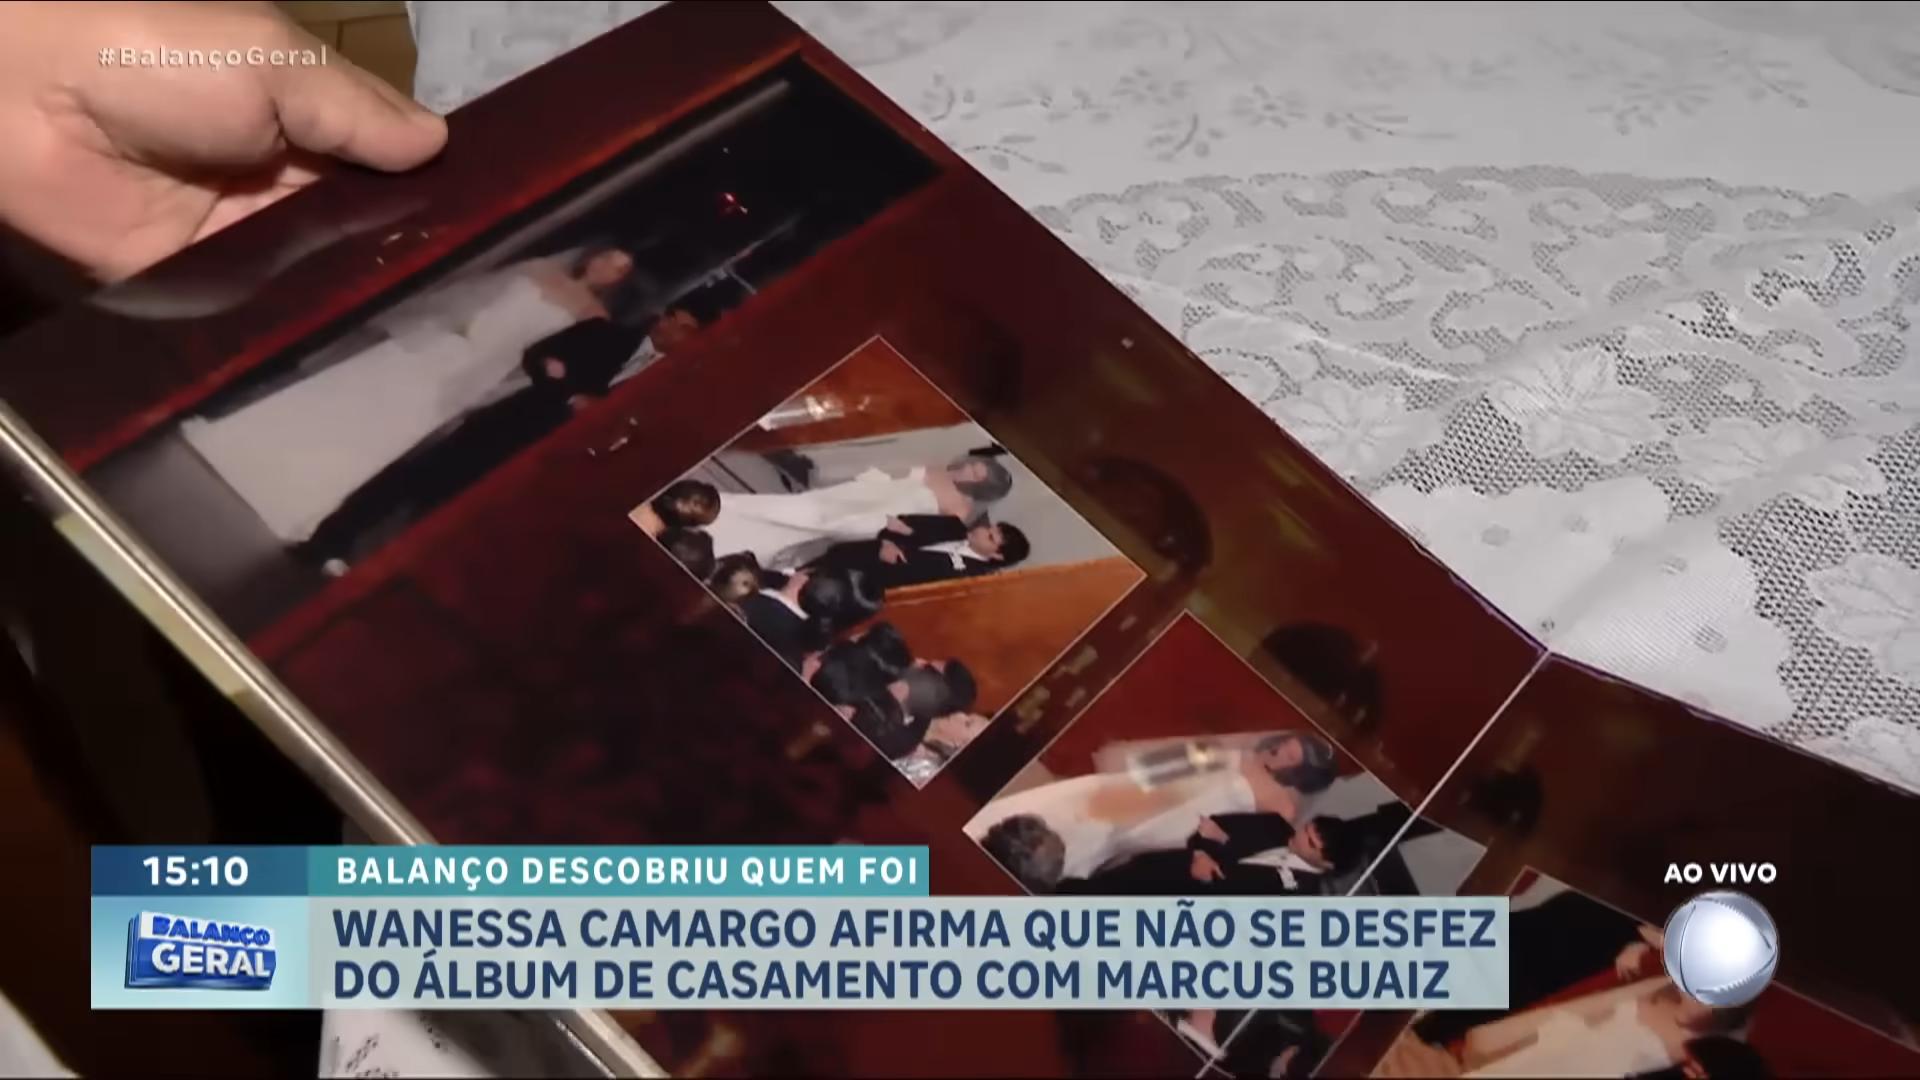 #BalançoGeral
15:10
BALANÇO DESCOBRIU QUEM FOI
AO VIVO
BALANÇO
GERAL
WANESSA CAMARGO AFIRMA QUE NÃO SE DESFEZ
DO ÁLBUM DE CASAMENTO COM MARCUS BUAIZ